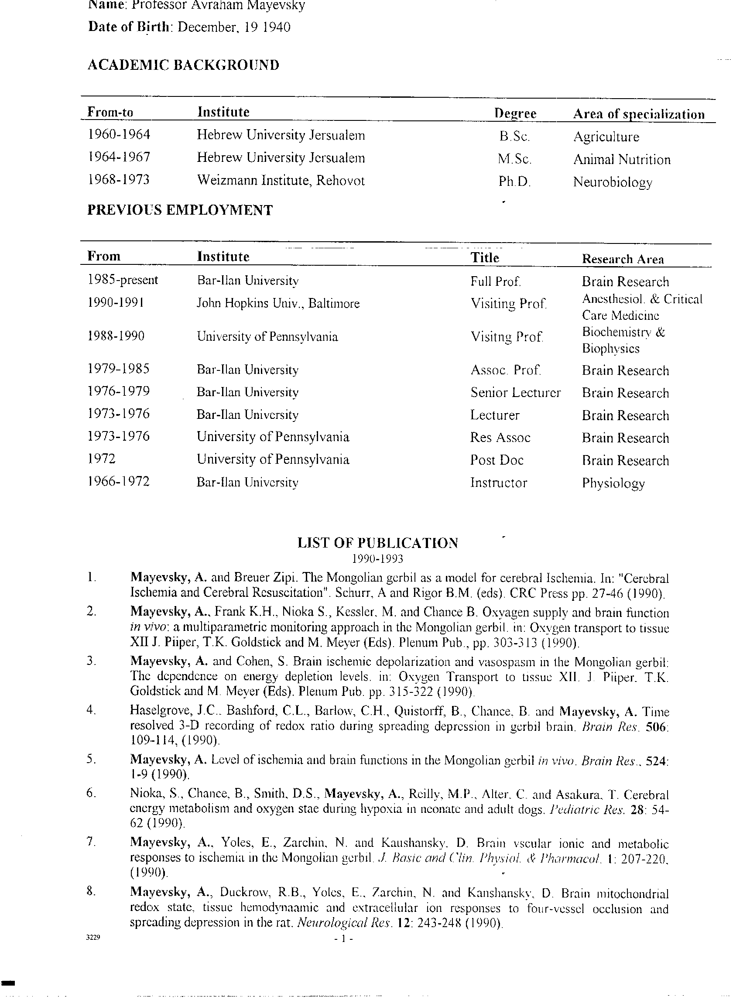 Name: Professor Avraham Mayevsky
Date of Birth: December, 19 1940
ACADEMIC BACKGROUND
From-to Institute Degree Area of specialization
1960-1964 Hebrew University Jersualem B.Sc. Agriculture
1964-1967 Hebrew University Jersualem M.Sc. Animal Nutrition
1968-1973 Weizmann Institute, Rehovot Ph.D. Neurobiology
PREVIOUS EMPLOYMENT
From Institute Title Research Area
1985-present Bar-Ilan University Full Prof. Brain Research
1990-1991 John Hopkins Univ., Baltimore Visiting Prof. Anesthesiol. & Critical
Care Medicine
1988-1990 University of Pennsylvania Visitng Prof. Biochemistry &
Biophysics
1979-1985 Bar-Ilan University Assoc. Prof. Brain Research
1976-1979 Bar-Ilan University Senior Lecturer Brain Research
1973-1976 Bar-Ilan University Lecturer Brain Research
1973-1976 University of Pennsylvania Res Assoc Brain Research
1972 University of Pennsylvania Post Doc Brain Research
1966-1972 Bar-Ilan University Instructor Physiology
LIST OF PUBLICATION
1990-1993
1. Mayevsky, A. and Breuer Zipi. The Mongolian gerbil as a model for cerebral Ischemia. In: "Cerebral
Ischemia and Cerebral Resuscitation". Schurr, A and Rigor B.M. (eds). CRC Press pp. 27-46 (1990).
2. Mayevsky, A., Frank K.H., Nioka S., Kessler, M. and Chance B. Oxyagen supply and brain function
in vivo: a multiparametric monitoring approach in the Mongolian gerbil. in: Oxygen transport to tissue
XII J. Piiper, T.K. Goldstick and M. Meyer (Eds). Plenum Pub., pp. 303-313 (1990).
3. Mayevsky, A. and Cohen, S. Brain ischemic depolarization and vasospasm in the Mongolian gerbil:
The dependence on energy depletion levels. in: Oxygen Transport to tissue XII. J. Piiper, T.K.
Goldstick and M. Meyer (Eds). Plenum Pub. pp. 315-322 (1990).
4. Haselgrove, J.C.. Bashford, C.L., Barlow, C.H., Quistorff, B., Chance, B. and Mayevsky, A. Time
resolved 3-D recording of redox ratio during spreading depression in gerbil brain. Brain Res. 506:
109-114, (1990).
5. Mayevsky, A. Level of ischemia and brain functions in the Mongolian gerbil in vivo. Brain Res., 524:
1-9 (1990).
6. Nioka, S., Chance, B., Smith, D.S., Mayevsky, A., Reilly, M.P., Alter, C. and Asakura, T. Cerebral
energy metabolism and oxygen stae during hypoxia in neonate and adult dogs. Pediatric Res. 28: 54-
62 (1990).
7. Mayevsky, A., Yoles, E., Zarchin, N. and Kaushansky, D. Brain vscular ionic and metabolic
responses to ischemia in the Mongolian gerbil. J. Basic and Clin. Physiol. & Pharmacol. 1: 207-220,
(1990).
8. Mayevsky, A., Duckrow, R.B., Yoles, E., Zarchin, N. and Kanshansky, D. Brain mitochondrial
redox state, tissue hemodynaamic and extracellular ion responses to four-vessel occlusion and
spreading depression in the rat. Neurological Res. 12: 243-248 (1990).
3229
- 1 -